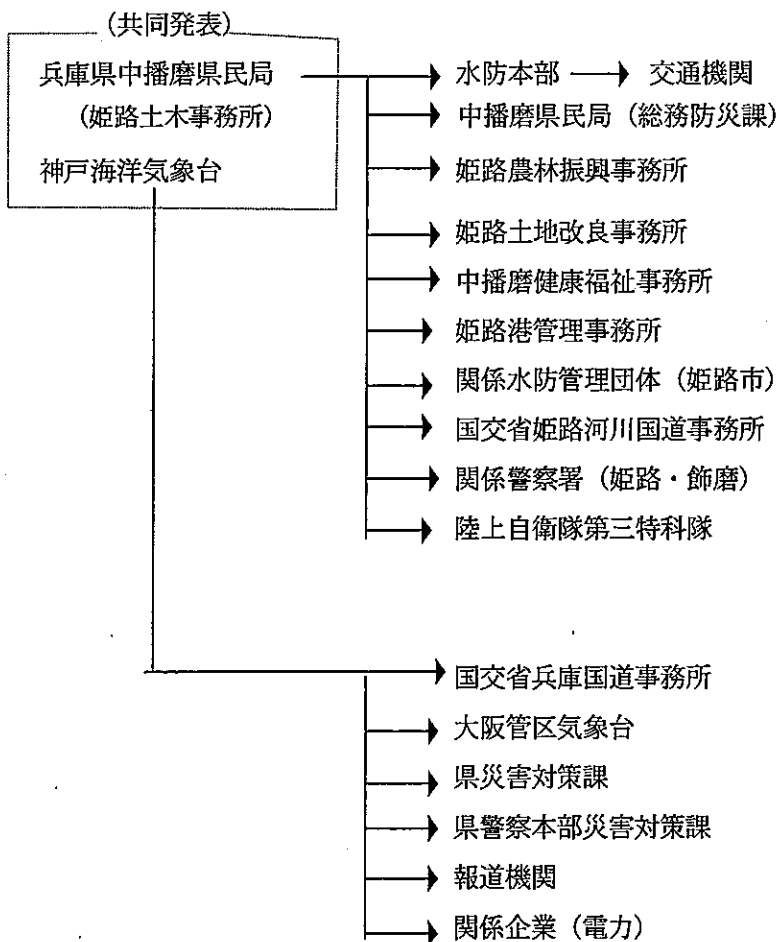 (共同発表)
兵庫県中播磨県民局
(姫路土木事務所)
神戸海洋気象台
水防本部 → 交通機関
中播磨県民局（総務防災課）
姫路農林振興事務所
姫路土地改良事務所
中播磨健康福祉事務所
姫路港管理事務所
関係水防管理団体（姫路市）
国交省姫路河川国道事務所
関係警察署（姫路・飾磨）
陸上自衛隊第三特科隊
国交省兵庫国道事務所
大阪管区気象台
県災害対策課
県警察本部災害対策課
報道機関
関係企業（電力）